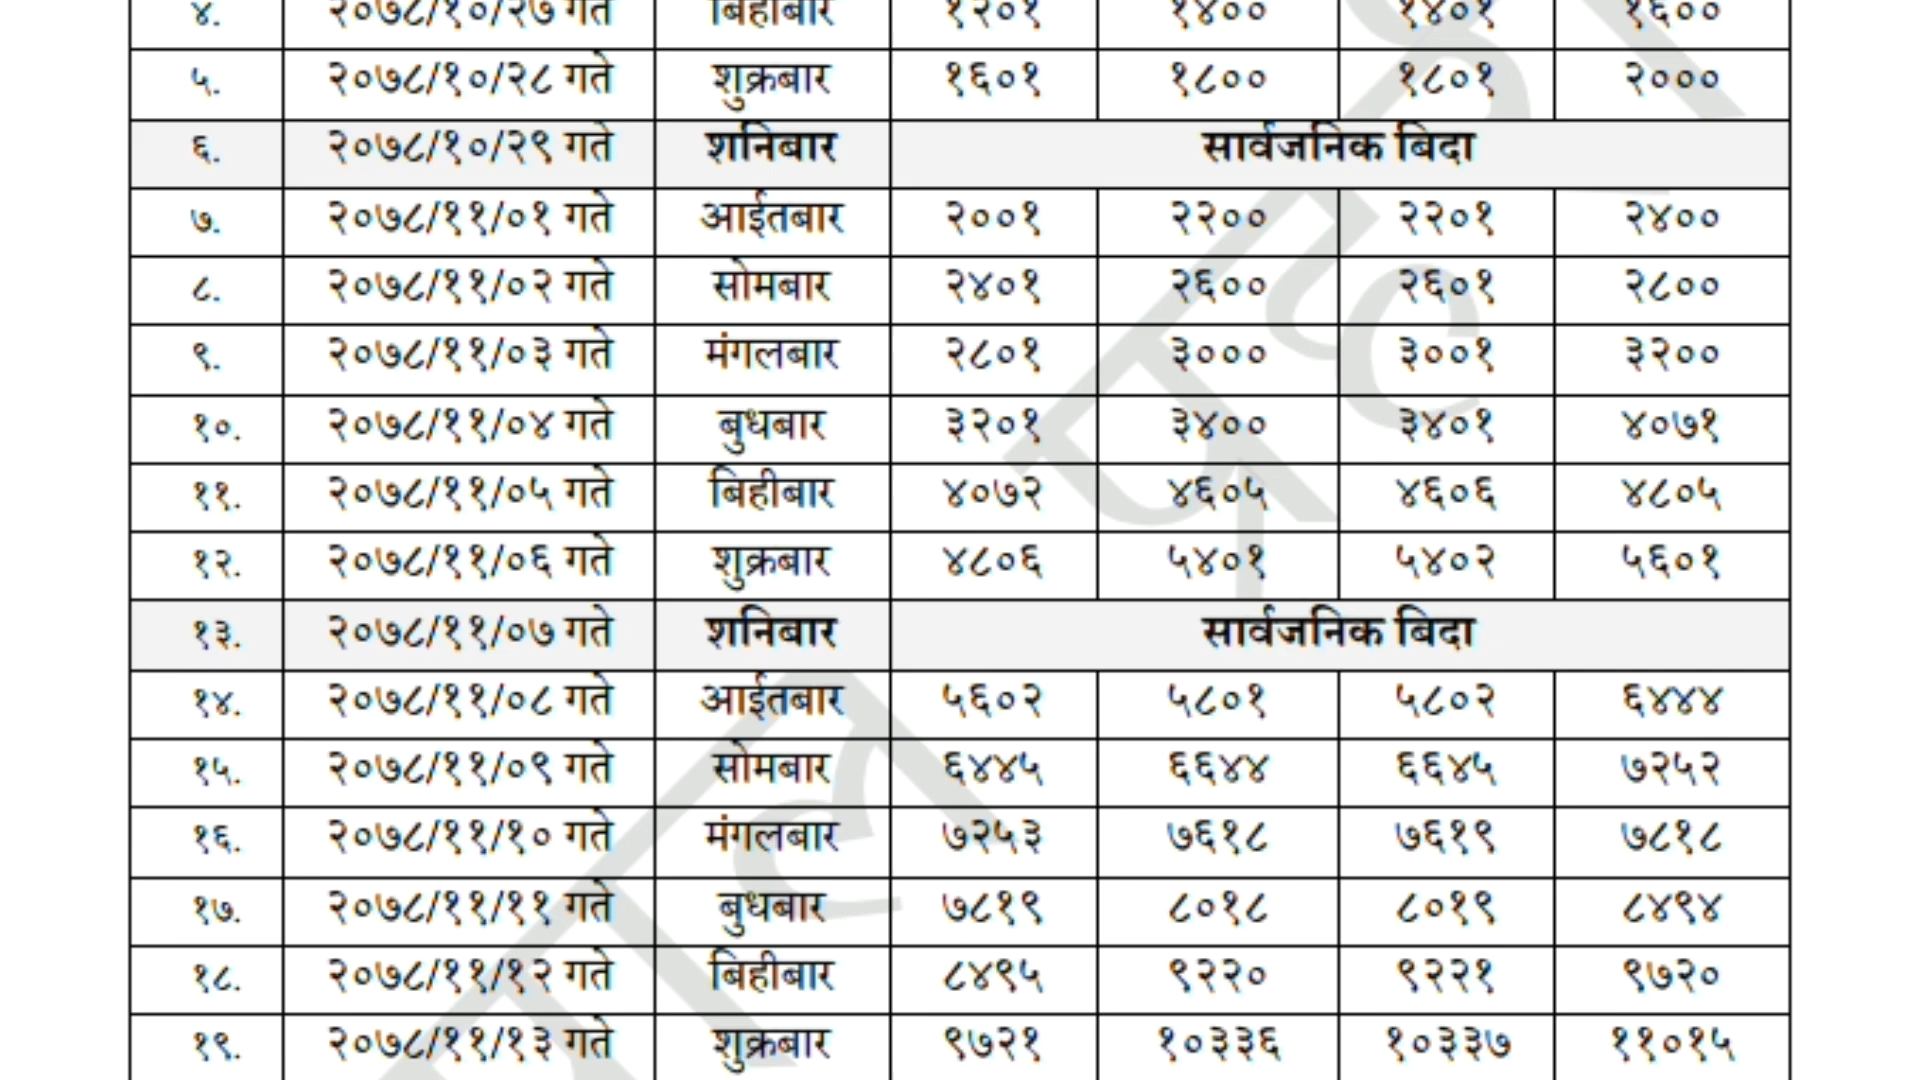 ४. २०७८/१०/२७ गते बिहीबार १२०१ १४०० १४०१ १६००
५. २०७८/१०/२८ गते शुक्रबार १६०१ १८०० १८०१ २०००
६. २०७८/१०/२९ गते शनिबार सार्वजनिक बिदा
७. २०७८/११/०१ गते आईतबार २००१ २२०० २२०१ २४००
८. २०७८/११/०२ गते सोमबार २४०१ २६०० २६०१ २८००
९. २०७८/११/०३ गते मंगलबार २८०१ ३००० ३००१ ३२००
१०. २०७८/११/०४ गते बुधबार ३२०१ ३४०० ३४०१ ४०७१
११. २०७८/११/०५ गते बिहीबार ४०७२ ४६०५ ४६०६ ४८०५
१२. २०७८/११/०६ गते शुक्रबार ४८०६ ५४०१ ५४०२ ५६०१
१३. २०७८/११/०७ गते शनिबार सार्वजनिक बिदा
१४. २०७८/११/०८ गते आईतबार ५६०२ ५८०१ ५८०२ ६४४४
१५. २०७८/११/०९ गते सोमबार ६४४५ ६६४४ ६६४५ ७२५२
१६. २०७८/११/१० गते मंगलबार ७२५३ ७६१८ ७६१९ ७८१८
१७. २०७८/११/११ गते बुधबार ७८१९ ८०१८ ८०१९ ८४९४
१८. २०७८/११/१२ गते बिहीबार ८४९५ ९२२० ९२२१ ९७२०
१९. २०७८/११/१३ गते शुक्रबार ९७२१ १०३३६ १०३३७ ११०१५